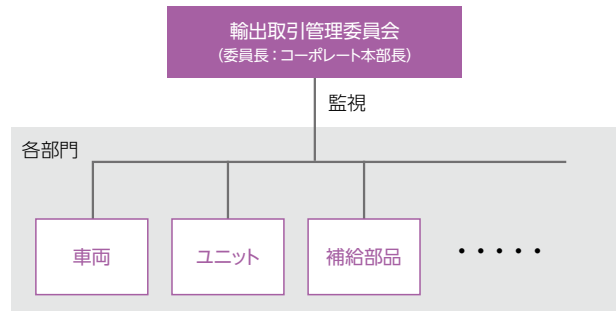 輸出取引管理委員会
(委員長：コーポレート本部長)
監視
各部門
車両
ユニット
補給部品
・・・・・